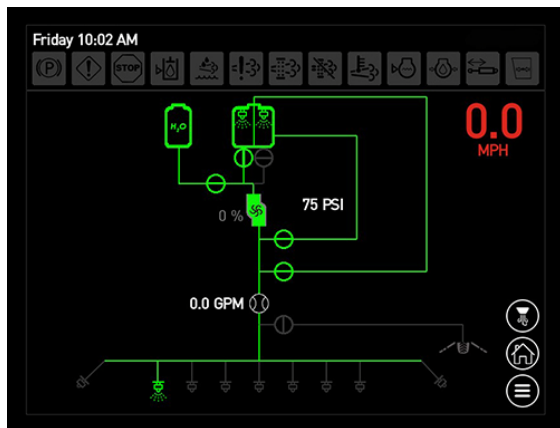 Friday 10:02 AM
(P)
STOP
H₂O
0.0
MPH
75 PSI
0 %
0.0 GPM